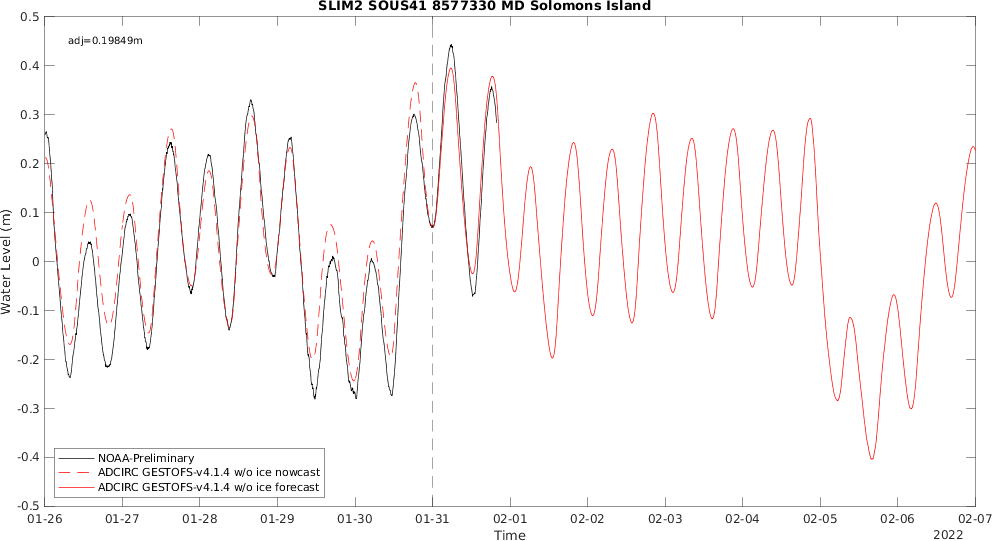 SLIM2 SOUS41 8577330 MD Solomons Island
adj=0.19849m
Water Level (m)
0.5
0.4
0.3
0.2
0.1
0
-0.1
-0.2
-0.3
-0.4
-0.5
NOAA-Preliminary
ADCIRC GESTOFS-v4.1.4 w/o ice nowcast
ADCIRC GESTOFS-v4.1.4 w/o ice forecast
01-26 01-27 01-28 01-29 01-30 01-31 02-01 02-02 02-03 02-04 02-05 02-06 02-07
Time
2022